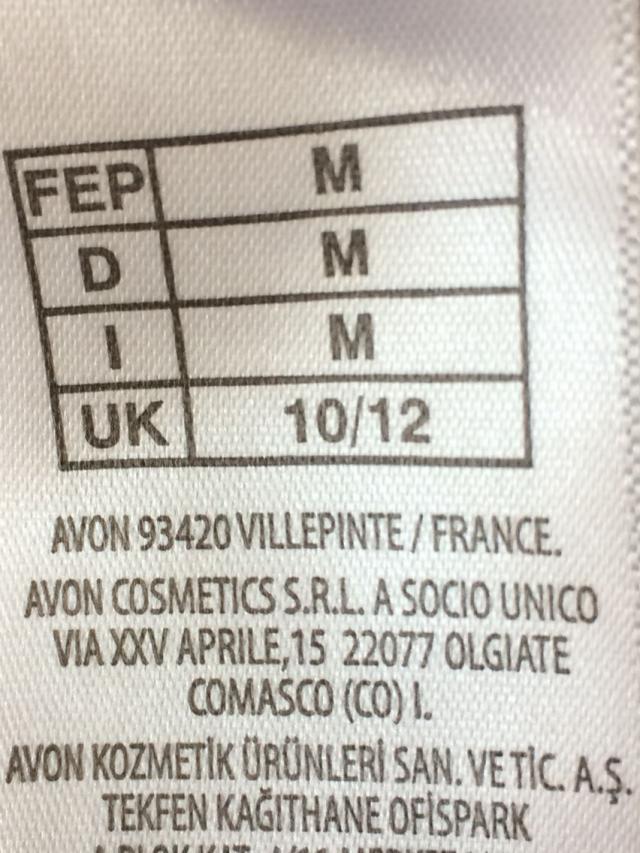 FEP M
D M
I M
UK 10/12
AVON 93420 VILLEPINTE / FRANCE.
AVON COSMETICS S.R.L. A SOCIO UNICO
VIA XXV APRILE,15 22077 OLGIATE
COMASCO (CO) I.
AVON KOZMETİK ÜRÜNLERİ SAN. VE TİC. A.Ş.
TEKFEN KAĞITHANE OFİSPARK